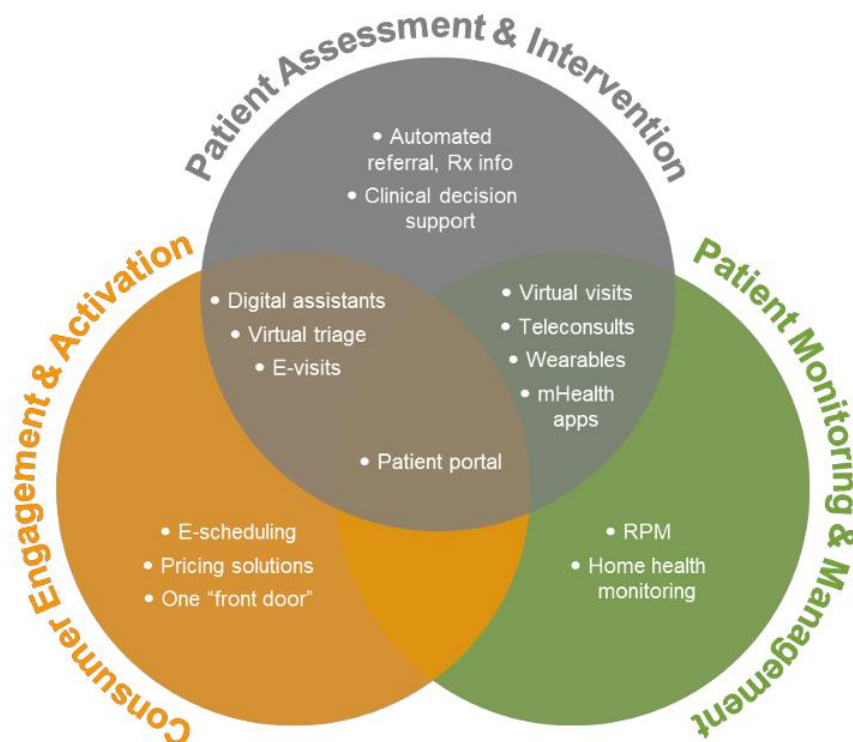 Patient Assessment & Intervention
• Automated
referral, Rx info
• Clinical decision
support
Consumer Engagement & Activation
Patient Monitoring & Management
• Digital assistants
• Virtual triage
• E-visits
• Virtual visits
• Teleconsults
• Wearables
• mHealth
apps
• Patient portal
• E-scheduling
• Pricing solutions
• One “front door”
• RPM
• Home health
monitoring